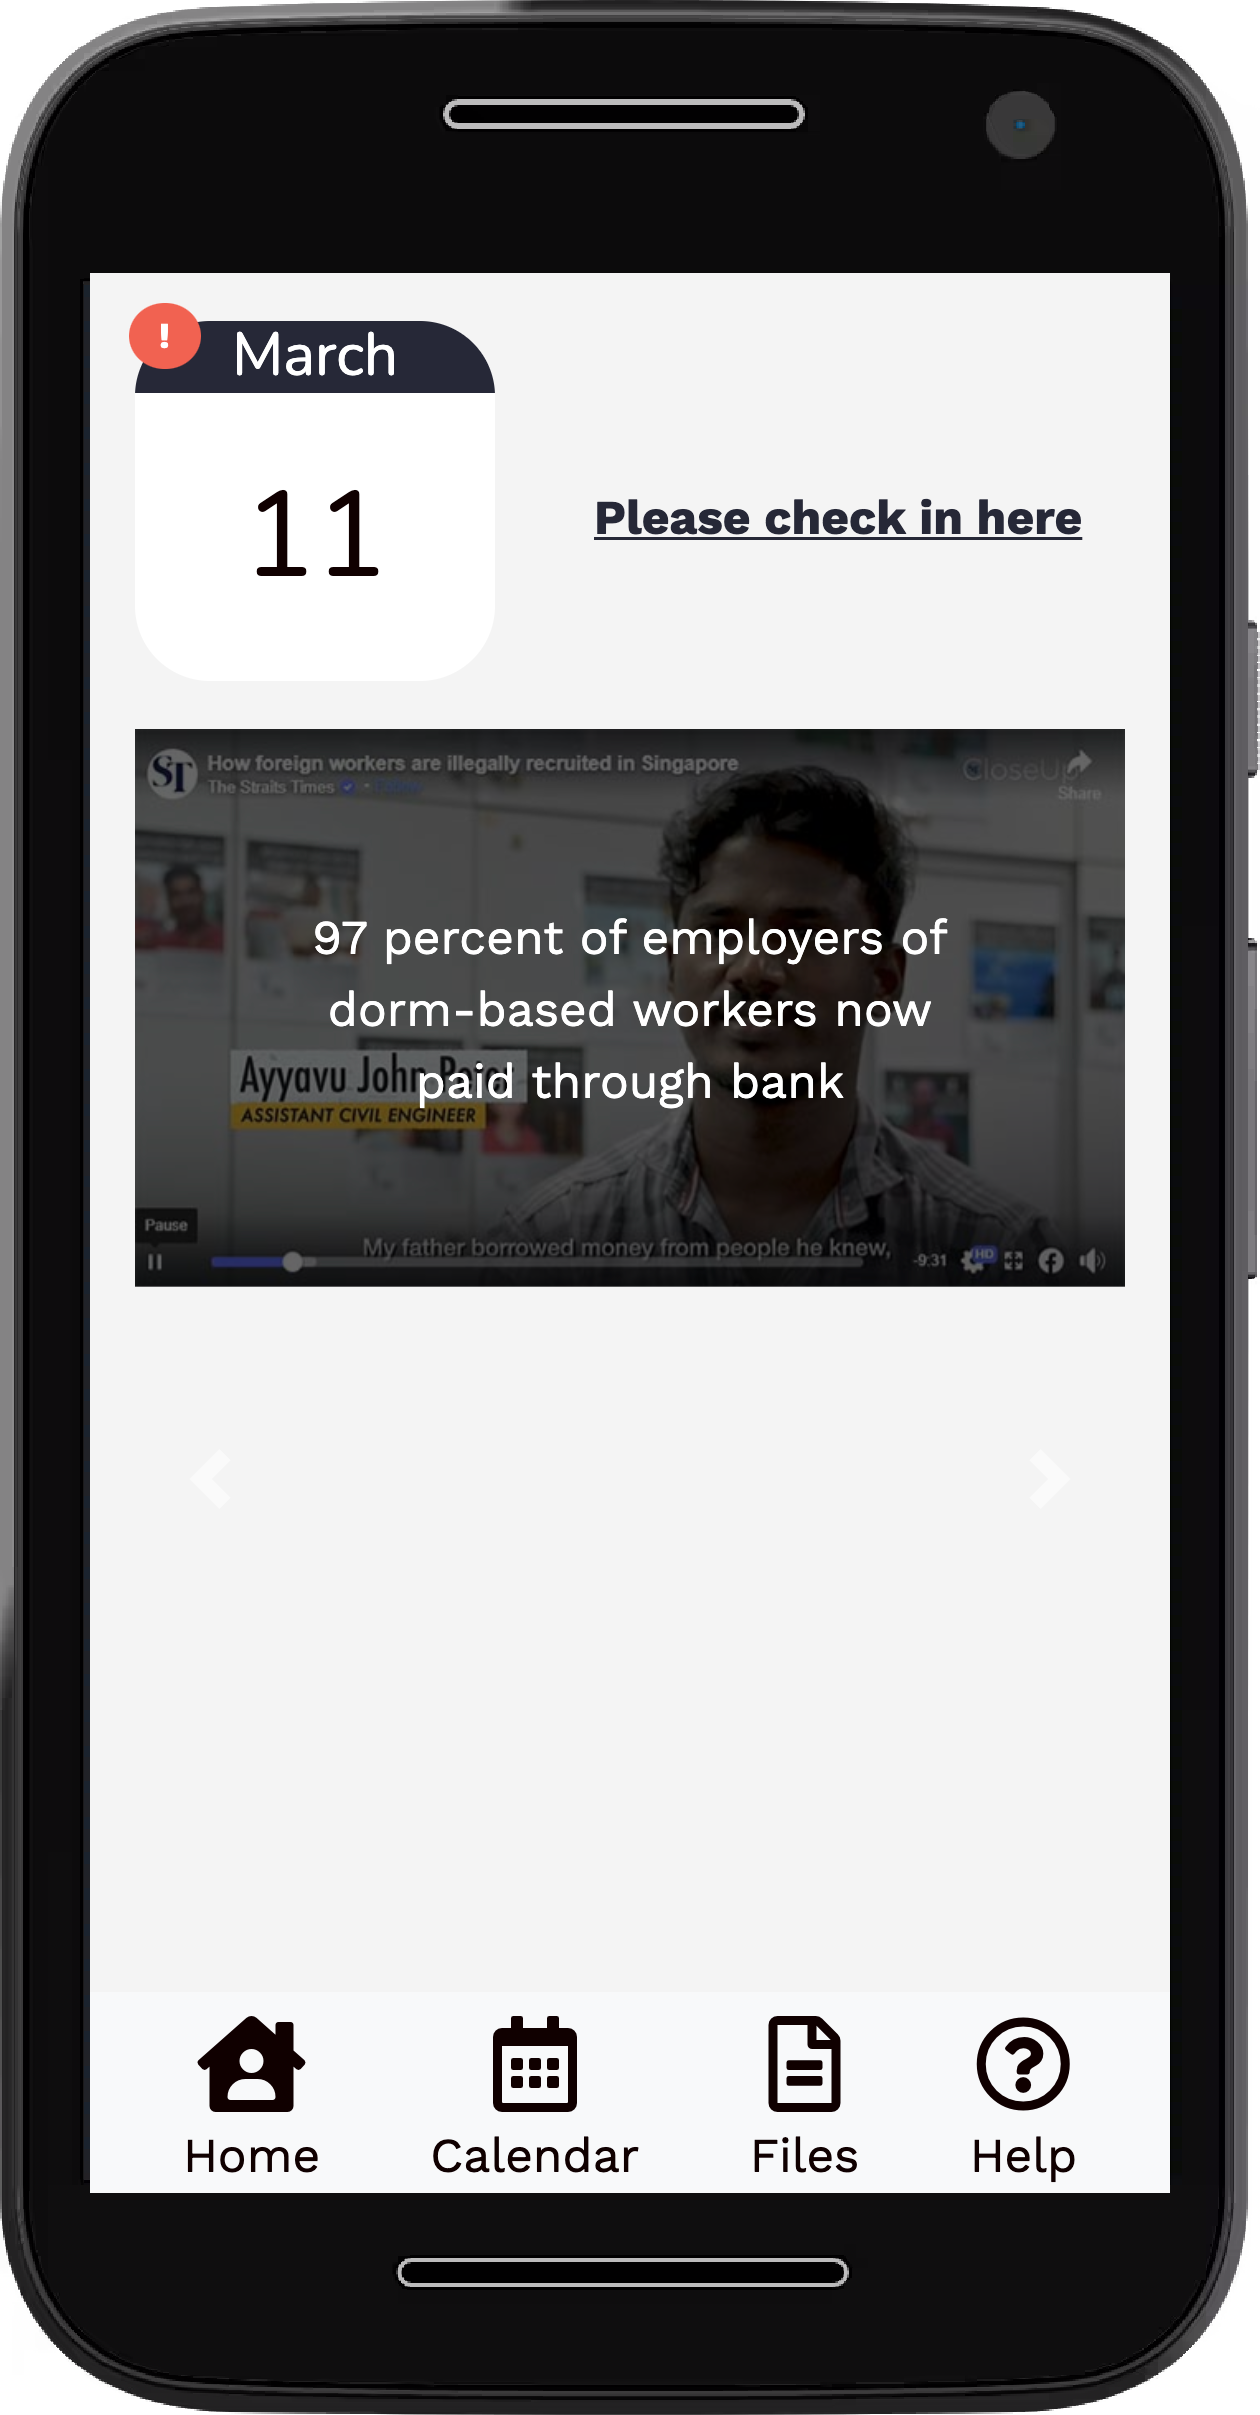 !
March
11
Please check in here
ST
How foreign workers are illegally recruited in Singapore
The Straits Times
CloseUp
Share
97 percent of employers of
dorm-based workers now
paid through bank
Ayyavu John Peter
ASSISTANT CIVIL ENGINEER
Pause
My father borrowed money from people he knew,
-9:31
HD
Home
Calendar
Files
Help